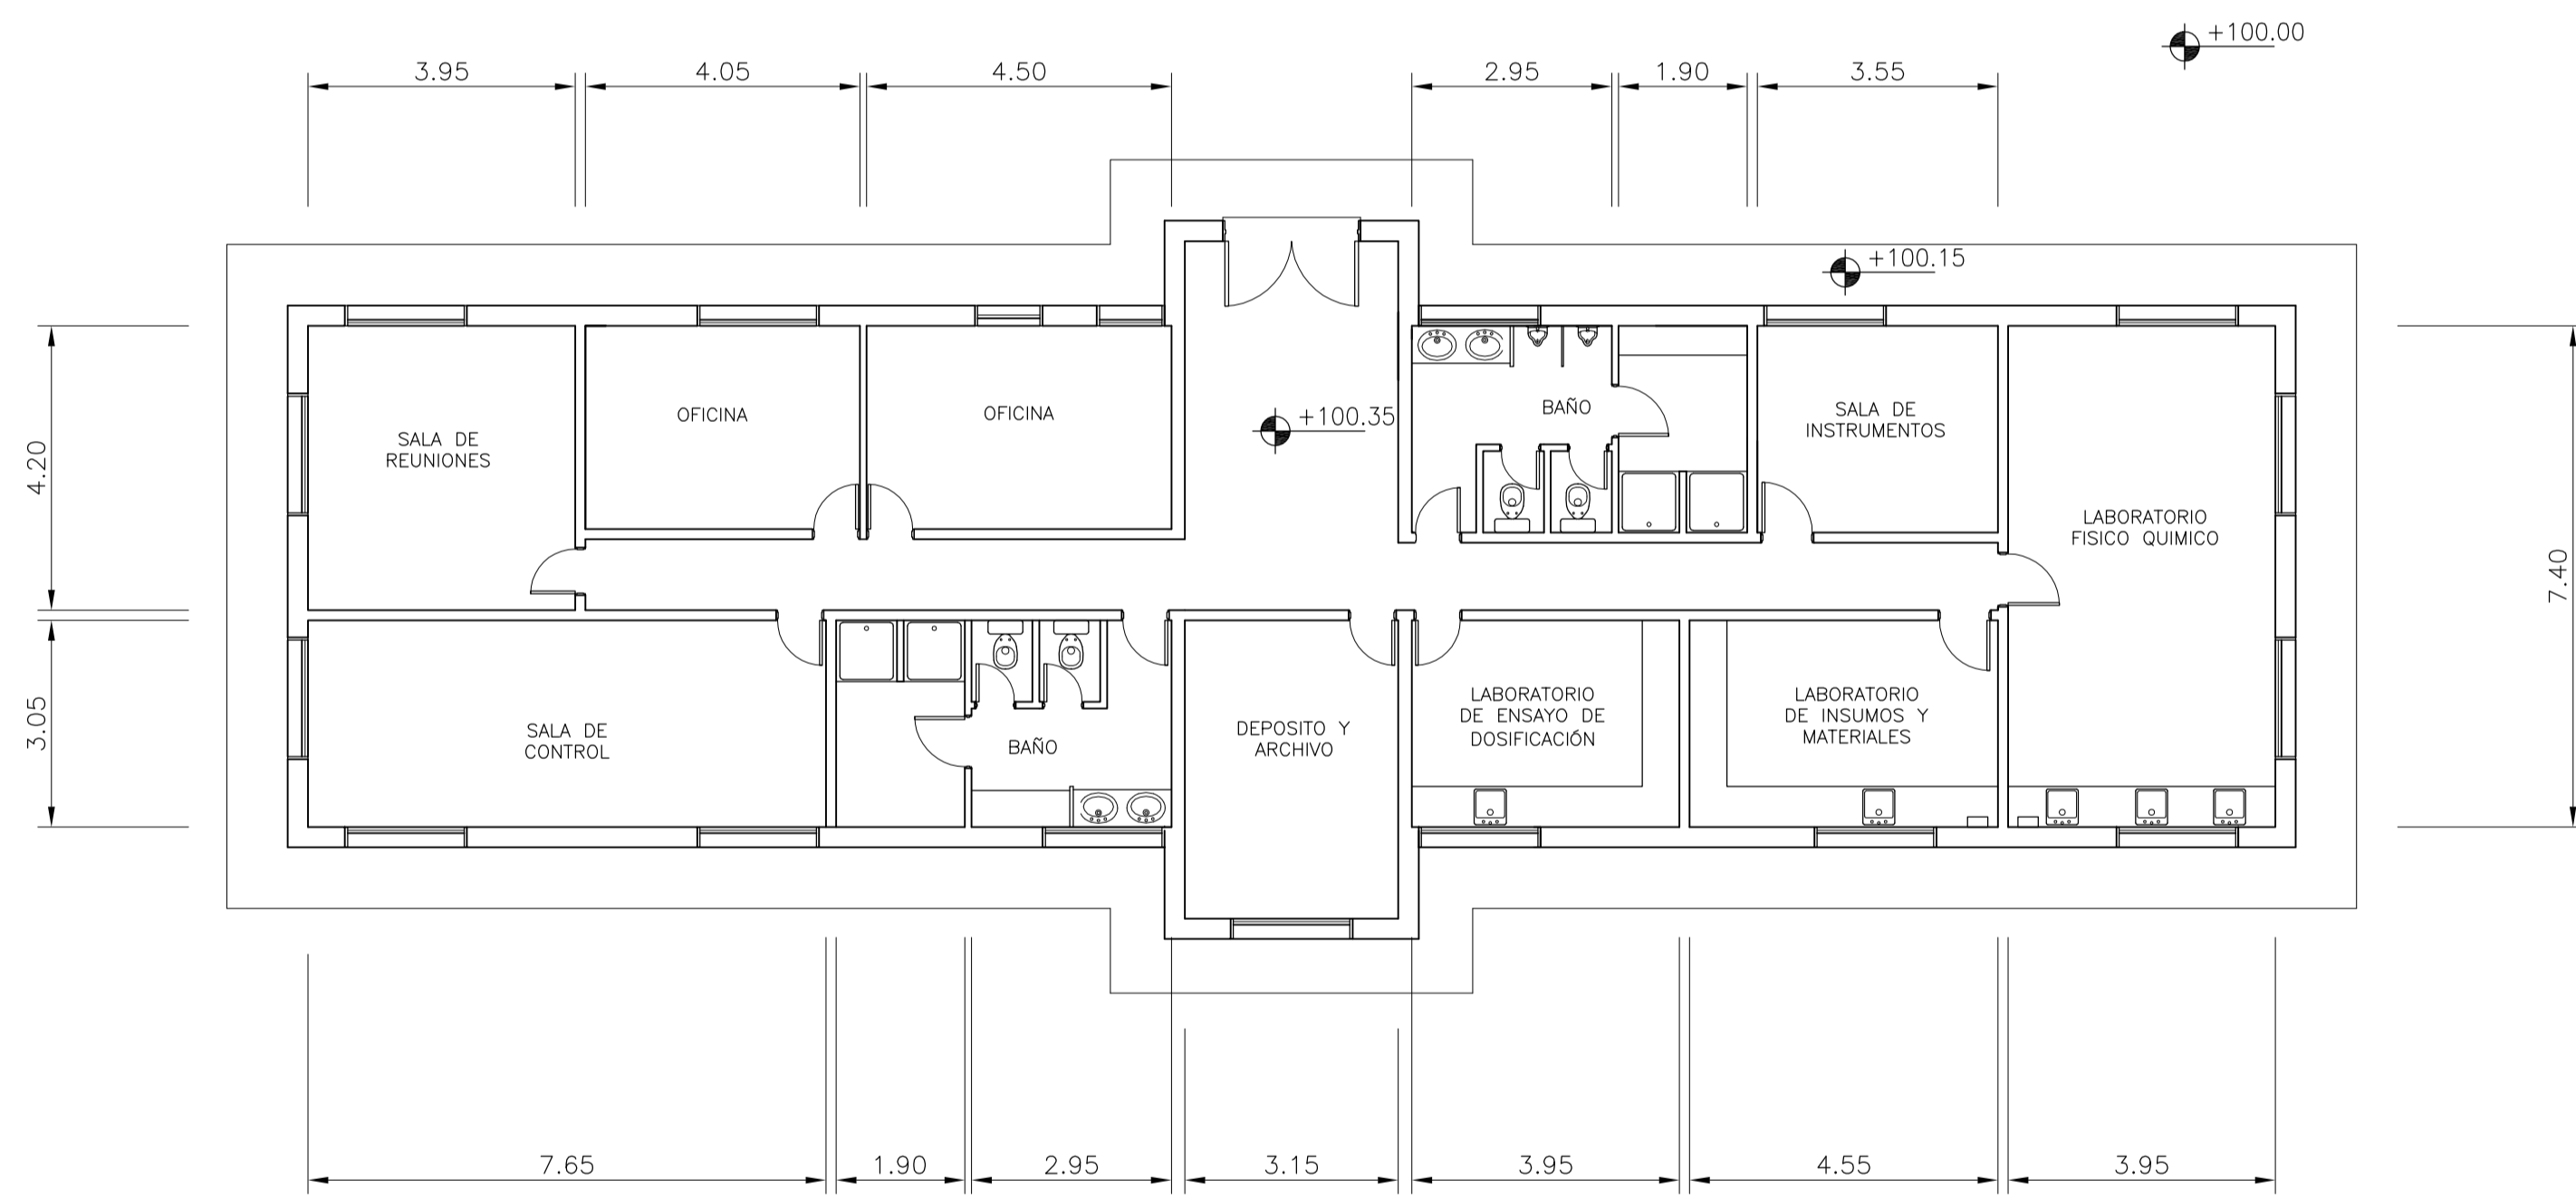 +100.00
3.95
4.05
4.50
2.95
1.90
3.55
+100.15
4.20
3.05
7.40
SALA DE
REUNIONES
OFICINA
OFICINA
+100.35
BAÑO
SALA DE
INSTRUMENTOS
LABORATORIO
FISICO QUIMICO
SALA DE
CONTROL
BAÑO
DEPOSITO Y
ARCHIVO
LABORATORIO
DE ENSAYO DE
DOSIFICACIÓN
LABORATORIO
DE INSUMOS Y
MATERIALES
7.65
1.90
2.95
3.15
3.95
4.55
3.95